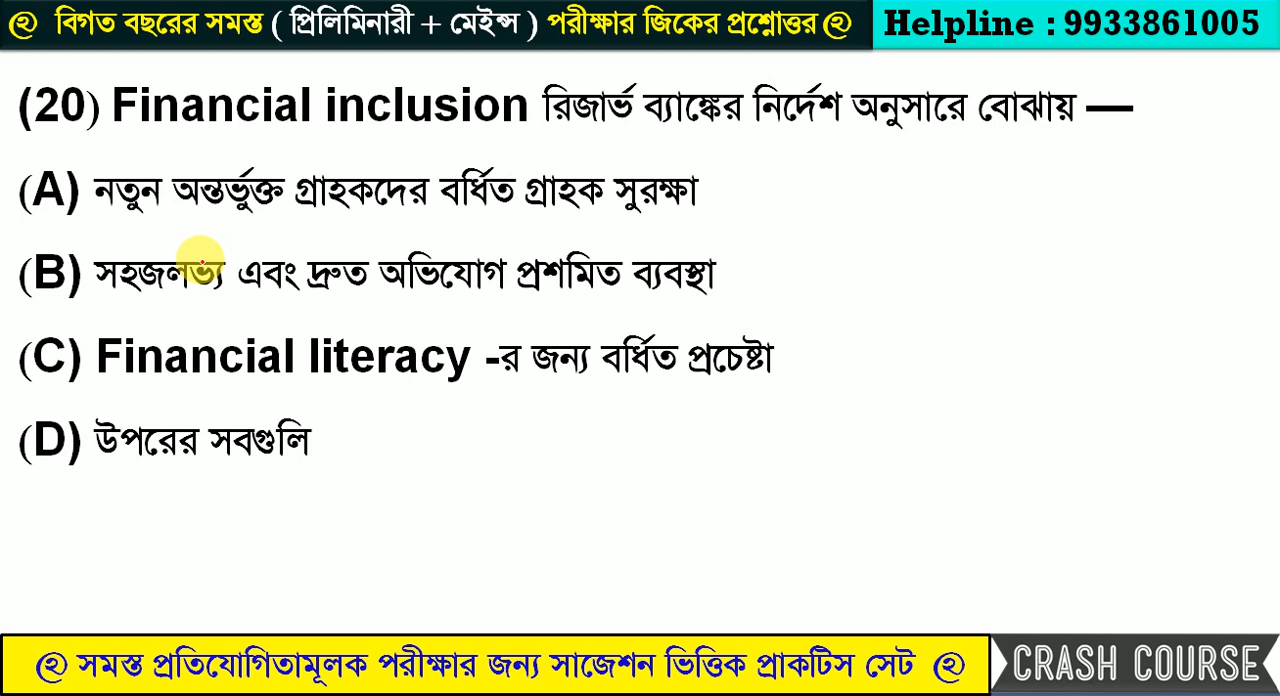 বিগত বছরের সমস্ত ( প্রিলিমিনারী + মেইন্স ) পরীক্ষার জিকের প্রশ্নোত্তর Helpline : 9933861005
(20) Financial inclusion রিজার্ভ ব্যাঙ্কের নির্দেশ অনুসারে বোঝায় —
(A) নতুন অন্তর্ভুক্ত গ্রাহকদের বর্ধিত গ্রাহক সুরক্ষা
(B) সহজলভ্য এবং দ্রুত অভিযোগ প্রশমিত ব্যবস্থা
(C) Financial literacy -র জন্য বর্ধিত প্রচেষ্টা
(D) উপরের সবগুলি
সমস্ত প্রতিযোগিতামূলক পরীক্ষার জন্য সাজেশন ভিত্তিক প্রাকটিস সেট CRASH COURSE